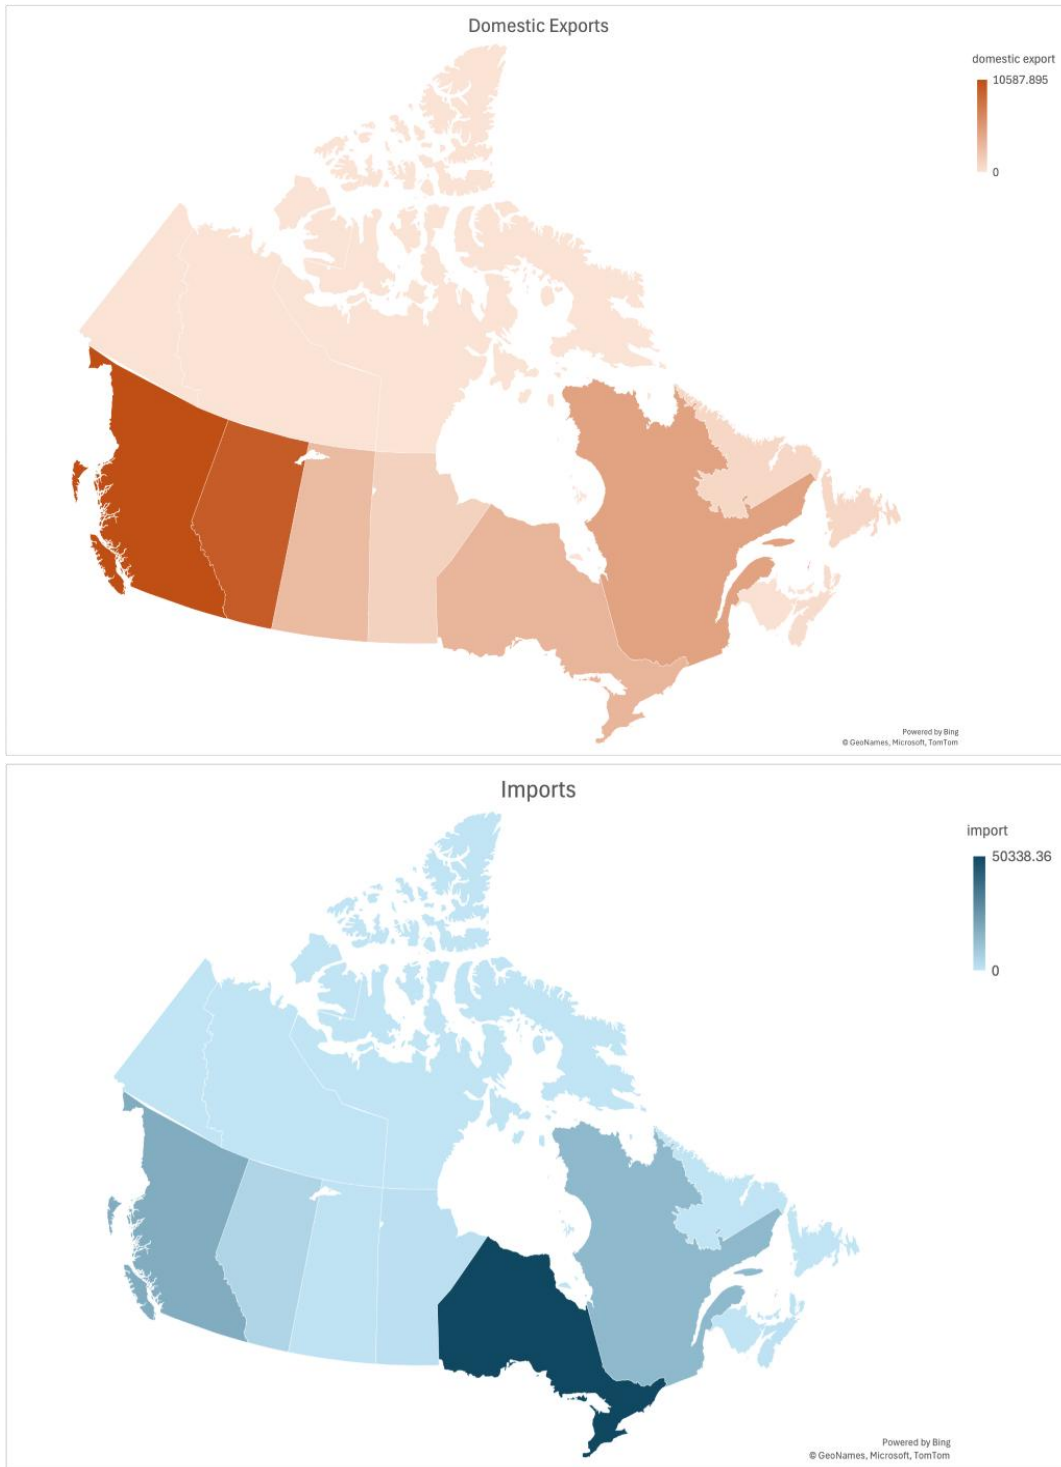 Domestic Exports
domestic export
10587.895
0
Powered by Bing
© GeoNames, Microsoft, TomTom
Imports
import
50338.36
0
Powered by Bing
© GeoNames, Microsoft, TomTom